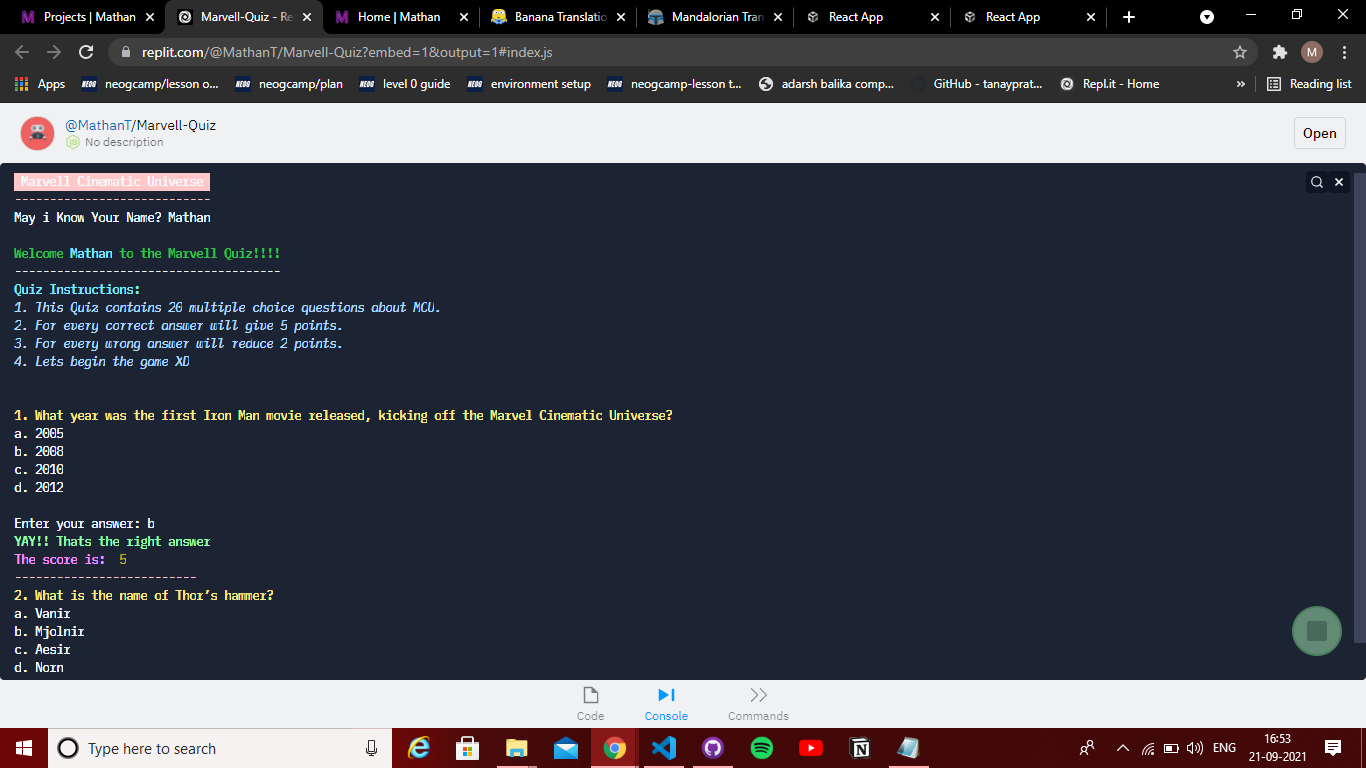 Projects | Mathan
Marvell-Quiz - Re
Home | Mathan
Banana Translatio
Mandalorian Tran
React App
React App
replit.com/@MathanT/Marvell-Quiz?embed=1&output=1#index.js
M
Apps
neogcamp/lesson o...
neogcamp/plan
level 0 guide
environment setup
neogcamp-lesson t...
adarsh balika comp...
GitHub - tanayprat...
Repl.it - Home
»
Reading list
@MathanT/Marvell-Quiz
No description
Open
Marvell Cinematic Universe
----------------------------
May i Know Your Name? Mathan
Welcome Mathan to the Marvell Quiz!!!!
--------------------------------------
Quiz Instructions:
1. This Quiz contains 20 multiple choice questions about MCU.
2. For every correct answer will give 5 points.
3. For every wrong answer will reduce 2 points.
4. Lets begin the game XD
1. What year was the first Iron Man movie released, kicking off the Marvel Cinematic Universe?
a. 2005
b. 2008
c. 2010
d. 2012
Enter your answer: b
YAY!! Thats the right answer
The score is:  5
--------------------------
2. What is the name of Thor’s hammer?
a. Vanir
b. Mjolnir
c. Aesir
d. Norn
Code
Console
Commands
Type here to search
ENG
16:53
21-09-2021